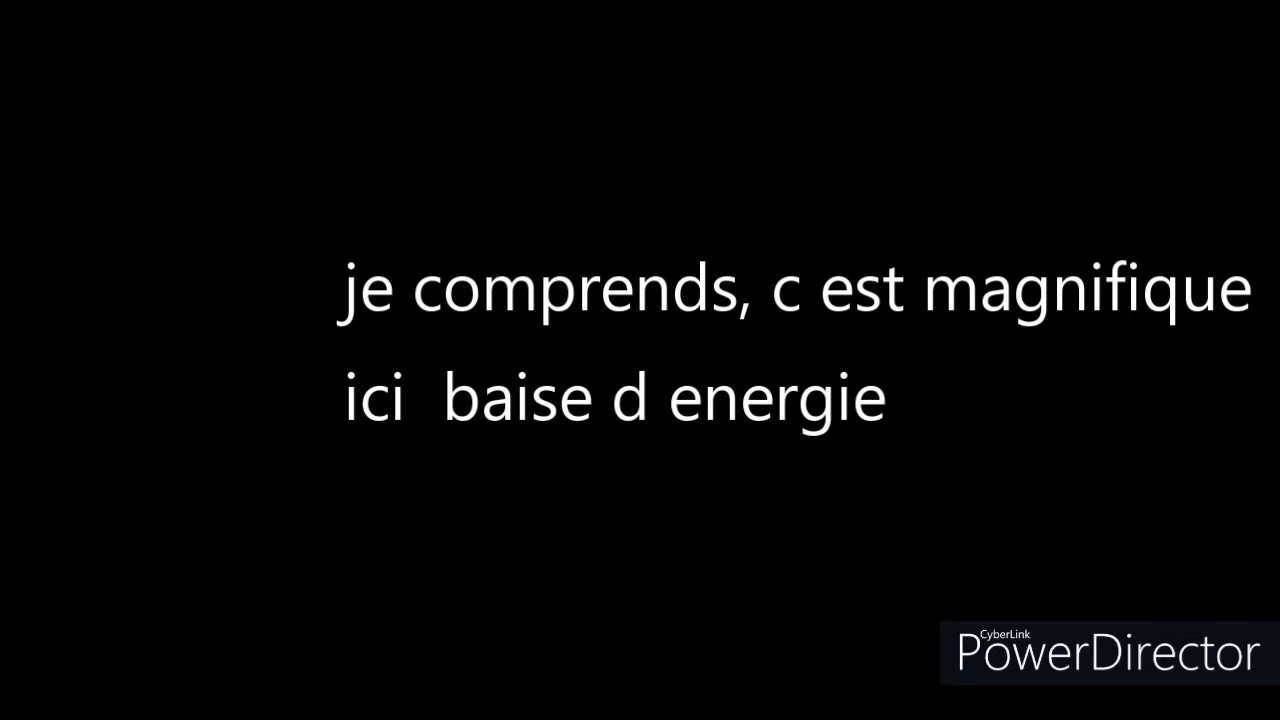 je comprends, c est magnifique
ici  baise d energie
CyberLink
PowerDirector